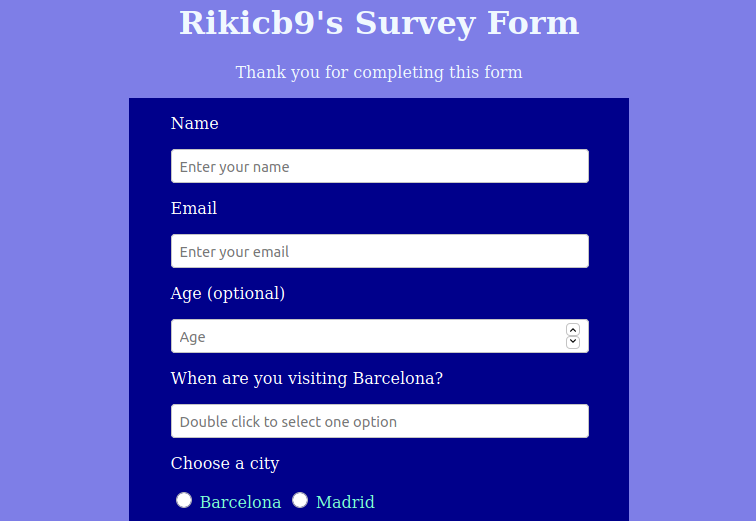 Rikicb9's Survey Form
Thank you for completing this form
Name
Enter your name
Email
Enter your email
Age (optional)
Age
When are you visiting Barcelona?
Double click to select one option
Choose a city
Barcelona Madrid